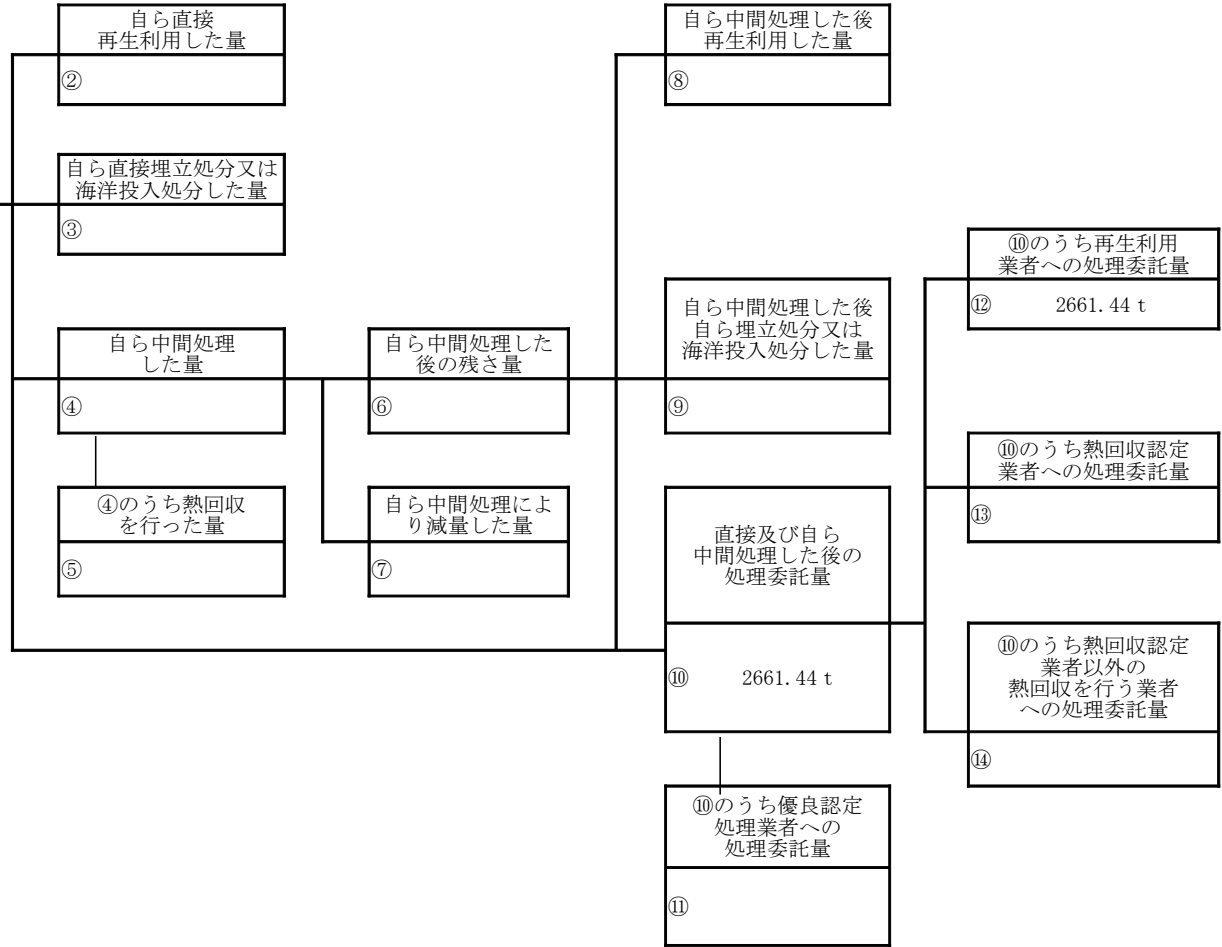 自ら直接
再生利用した量
②
自ら直接埋立処分又は
海洋投入処分した量
③
自ら中間処理
した量
④
④のうち熱回収
を行った量
⑤
自ら中間処理した
後の残さ量
⑥
自ら中間処理によ
り減量した量
⑦
自ら中間処理した後
再生利用した量
⑧
自ら中間処理した後
自ら埋立処分又は
海洋投入処分した量
⑨
直接及び自ら
中間処理した後の
処理委託量
⑩ 2661.44 t
⑩のうち優良認定
処理業者への
処理委託量
⑪
⑩のうち再生利用
業者への処理委託量
⑫ 2661.44 t
⑩のうち熱回収認定
業者への処理委託量
⑬
⑩のうち熱回収認定
業者以外の
熱回収を行う業者
への処理委託量
⑭